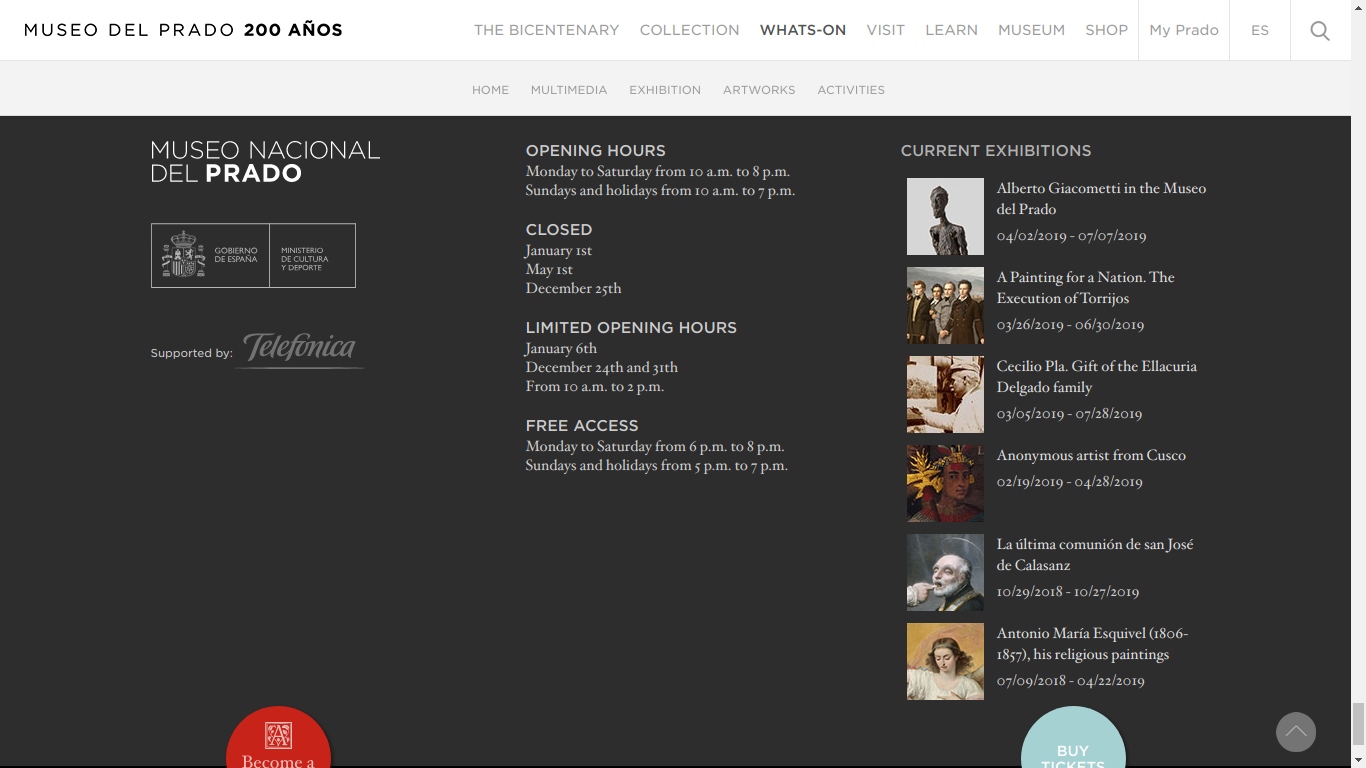 MUSEO DEL PRADO 200 AÑOS
THE BICENTENARY
COLLECTION
WHATS-ON
VISIT
LEARN
MUSEUM
SHOP
My Prado
ES
HOME
MULTIMEDIA
EXHIBITION
ARTWORKS
ACTIVITIES
MUSEO NACIONAL
DEL PRADO
GOBIERNO
DE ESPAÑA
MINISTERIO
DE CULTURA
Y DEPORTE
Supported by:
Telefónica
OPENING HOURS
Monday to Saturday from 10 a.m. to 8 p.m.
Sundays and holidays from 10 a.m. to 7 p.m.
CLOSED
January 1st
May 1st
December 25th
LIMITED OPENING HOURS
January 6th
December 24th and 31th
From 10 a.m. to 2 p.m.
FREE ACCESS
Monday to Saturday from 6 p.m. to 8 p.m.
Sundays and holidays from 5 p.m. to 7 p.m.
CURRENT EXHIBITIONS
Alberto Giacometti in the Museo
del Prado
04/02/2019 - 07/07/2019
A Painting for a Nation. The
Execution of Torrijos
03/26/2019 - 06/30/2019
Cecilio Pla. Gift of the Ellacuria
Delgado family
03/05/2019 - 07/28/2019
Anonymous artist from Cusco
02/19/2019 - 04/28/2019
La última comunión de san José
de Calasanz
10/29/2018 - 10/27/2019
Antonio María Esquivel (1806-
1857), his religious paintings
07/09/2018 - 04/22/2019
Become a
BUY
TICKETS